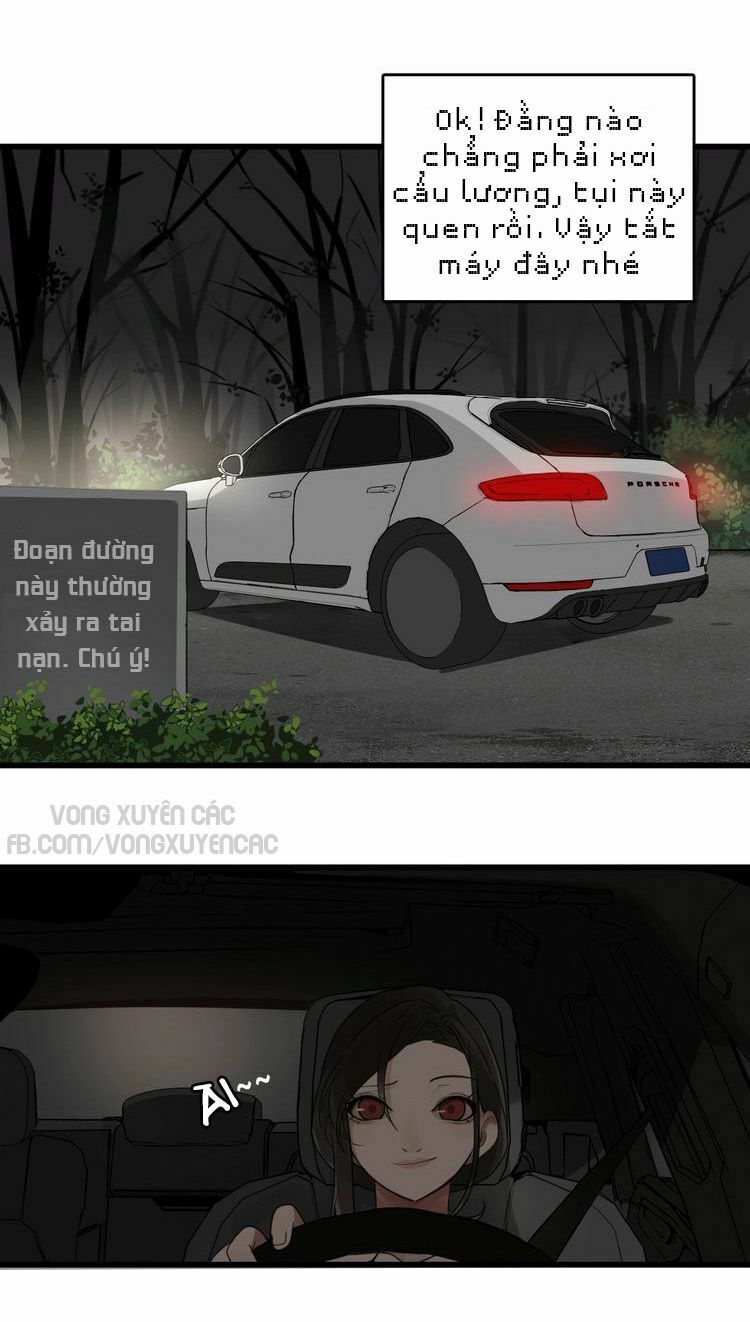 Ok! Đằng nào
chẳng phải xơi
cẩu lương, tụi này
quen rồi. Vậy tắt
máy đây nhé
PORSCHE
Đoạn đường
này thường
xảy ra tai
nạn. Chú ý!
VONG XUYÊN CÁC
FB.COM/VONGXUYENCAC